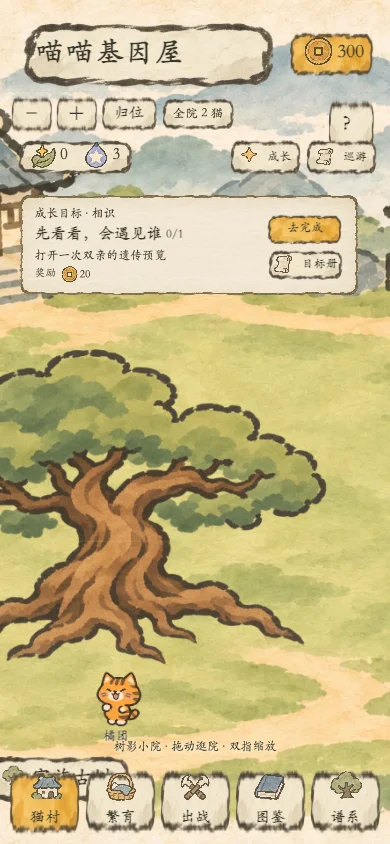 喵喵基因屋
300
－
＋
归位
全院 2 猫
?
10
3
成长
巡游
成长目标·相识
先看看，会遇见谁 0/1
打开一次双亲的遗传预览
奖励 20
去完成
目标册
橘团
树影小院·拖动逛院·双指缩放
猫村
繁育
出战
图鉴
谱系